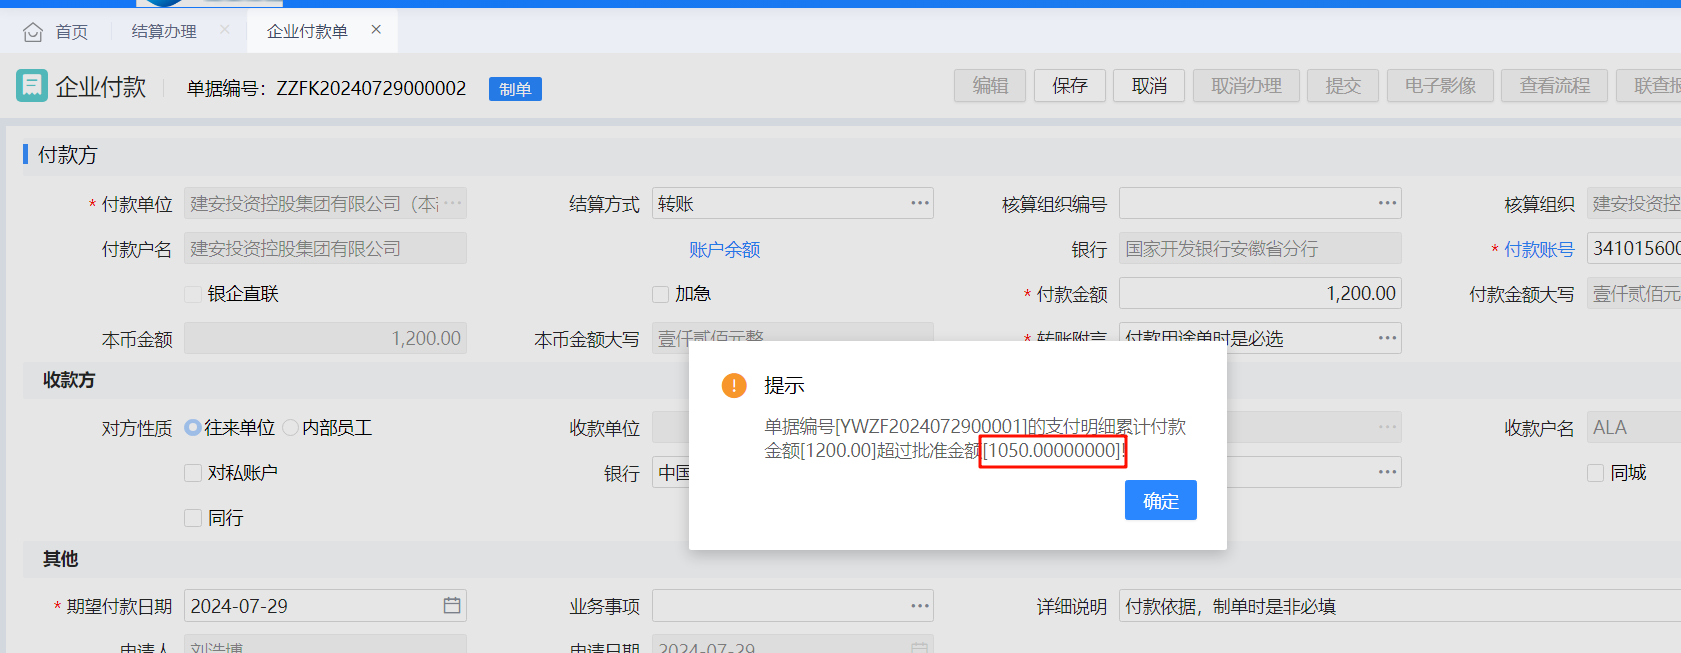 首页 结算办理 企业付款单
企业付款 单据编号：ZZFK20240729000002 制单 编辑 保存 取消 取消办理 提交 电子影像 查看流程 联查报
付款方
* 付款单位 建安投资控股集团有限公司（本 结算方式 转账 核算组织编号 核算组织 建安投资控
付款户名 建安投资控股集团有限公司 账户余额 银行 国家开发银行安徽省分行 * 付款账号 34101560
银企直联 加急 * 付款金额 1,200.00 付款金额大写 壹仟贰佰元
本币金额 1,200.00 本币金额大写 壹仟贰佰元整 * 转账附言 付款用途单时是必选
收款方
提示
对方性质 往来单位 内部员工 收款单位 收款户名 ALA
单据编号[YWZF2024072900001]的支付明细累计付款
金额[1200.00]超过批准金额[1050.00000000]!
对私账户 银行 中国 同城
确定
同行
其他
* 期望付款日期 2024-07-29 业务事项 详细说明 付款依据，制单时是非必填
申请人 刘浩博 申请日期 2024-07-29